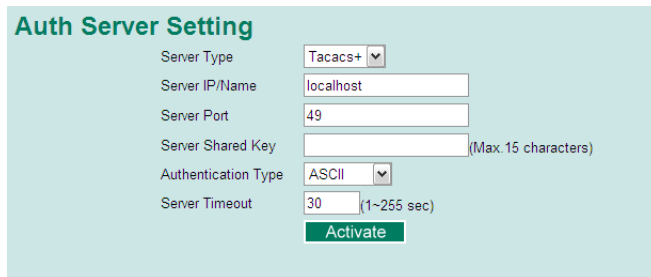 Auth Server Setting
Server Type Tacacs+
Server IP/Name localhost
Server Port 49
Server Shared Key (Max.15 characters)
Authentication Type ASCII
Server Timeout 30 (1~255 sec)
Activate